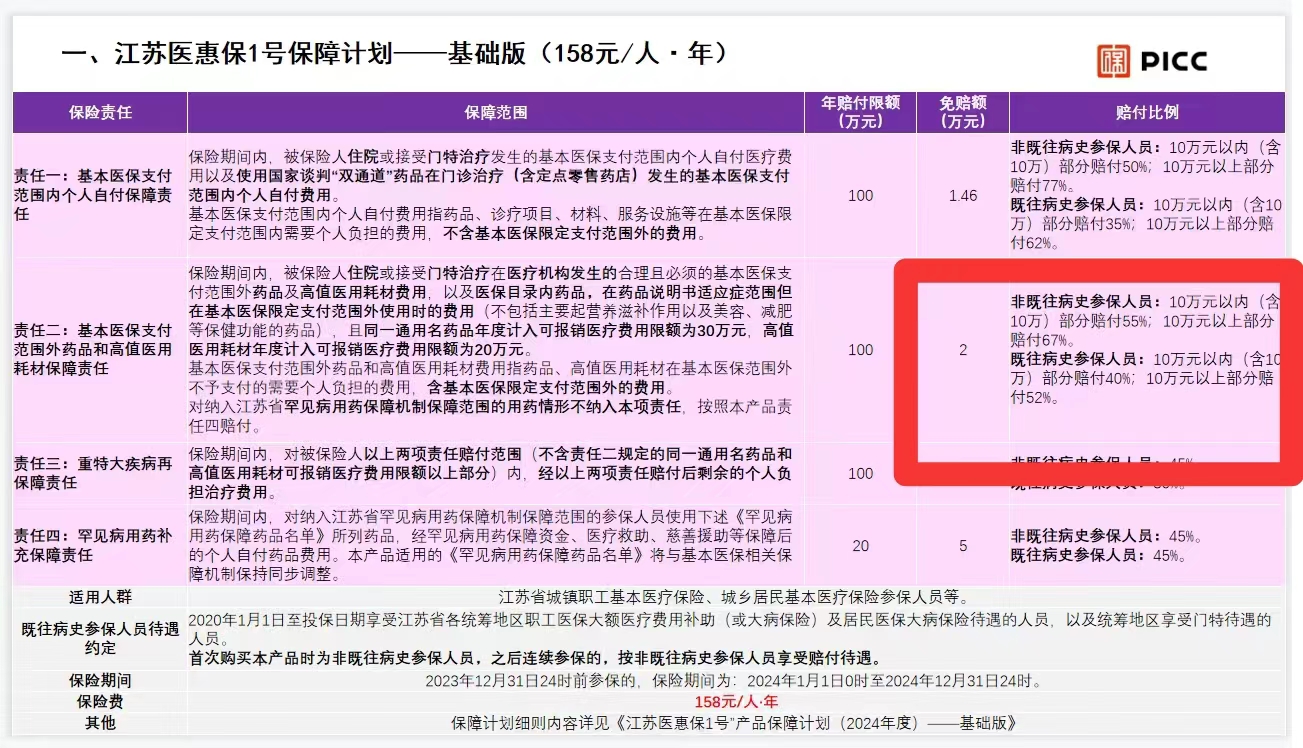 一、江苏医惠保1号保障计划——基础版（158元/人·年）
PICC
保险责任
保障范围
年赔付限额
(万元)
免赔额
(万元)
赔付比例
责任一：基本医保支付
范围内个人自付保障责
任
保险期间内，被保险人住院或接受门特治疗发生的基本医保支付范围内个人自付医疗费
用以及使用国家谈判“双通道”药品在门诊治疗（含定点零售药店）发生的基本医保支付
范围内个人自付费用。
基本医保支付范围内个人自付费用指药品、诊疗项目、材料、服务设施等在基本医保限
定支付范围内需要个人负担的费用，不含基本医保限定支付范围外的费用。
100
1.46
非既往病史参保人员：10万元以内（含
10万）部分赔付50%；10万元以上部分
赔付77%。
既往病史参保人员：10万元以内（含10
万）部分赔付35%；10万元以上部分赔
付62%。
责任二：基本医保支付
范围外药品和高值医用
耗材保障责任
保险期间内，被保险人住院或接受门特治疗在医疗机构发生的合理且必须的基本医保支
付范围外药品及高值医用耗材费用，以及医保目录内药品，在药品说明书适应症范围但
在基本医保限定支付范围外使用时的费用（不包括主要起营养滋补作用以及美容、减肥
等保健功能的药品），且同一通用名药品年度计入可报销医疗费用限额为30万元，高值
医用耗材年度计入可报销医疗费用限额为20万元。
基本医保支付范围外药品和高值医用耗材费用指药品、高值医用耗材在基本医保范围外
不予支付的需要个人负担的费用，含基本医保限定支付范围外的费用。
对纳入江苏省罕见病用药保障机制保障范围的用药情形不纳入本项责任，按照本产品责
任四赔付。
100
2
非既往病史参保人员：10万元以内（含
10万）部分赔付55%；10万元以上部分
赔付67%。
既往病史参保人员：10万元以内（含10
万）部分赔付40%；10万元以上部分赔
付52%。
责任三：重特大疾病再
保障责任
保险期间内，对被保险人以上两项责任赔付范围（不含责任二规定的同一通用名药品和
高值医用耗材可报销医疗费用限额以上部分）内，经以上两项责任赔付后剩余的个人负
担治疗费用。
100
责任四：罕见病用药补
充保障责任
保险期间内，对纳入江苏省罕见病用药保障机制保障范围的参保人员使用下述《罕见病
用药保障药品名单》所列药品，经罕见病用药保障资金、医疗救助、慈善援助等保障后
的个人自付药品费用。本产品适用的《罕见病用药保障药品名单》将与基本医保相关保
障机制保持同步调整。
20
5
非既往病史参保人员：45%。
既往病史参保人员：45%。
适用人群
江苏省城镇职工基本医疗保险、城乡居民基本医疗保险参保人员等。
既往病史参保人员待遇
约定
2020年1月1日至投保日期享受江苏省各统筹地区职工医保大额医疗费用补助（或大病保险）及居民医保大病保险待遇的人员，以及统筹地区享受门特待遇的
人员。
首次购买本产品时为非既往病史参保人员，之后连续参保的，按非既往病史参保人员享受赔付待遇。
保险期间
2023年12月31日24时前参保的，保险期间为：2024年1月1日0时至2024年12月31日24时。
保险费
158元/人·年
其他
保障计划细则内容详见《江苏医惠保1号”产品保障计划（2024年度）——基础版》